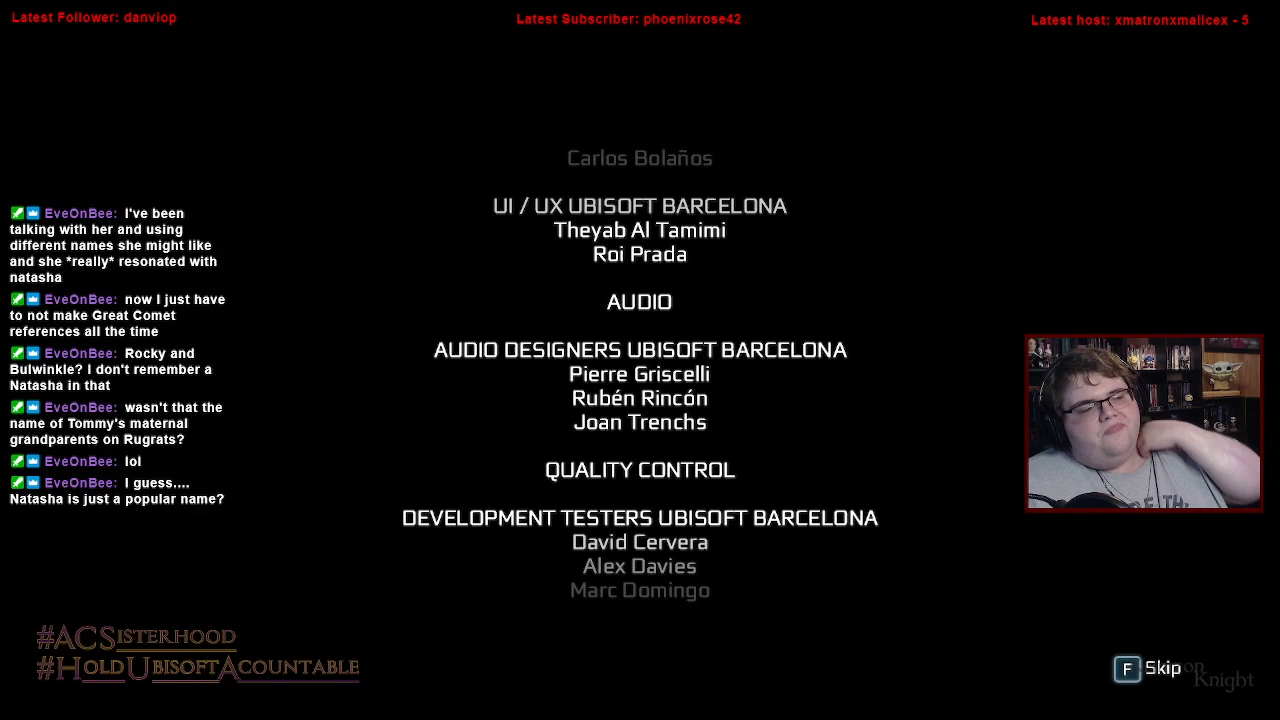 Latest Follower: danviop
Latest Subscriber: phoenixrose42
Latest host: xmatronxmalicex - 5
Carlos Bolaños
UI / UX UBISOFT BARCELONA
Theyab Al Tamimi
Roi Prada
AUDIO
AUDIO DESIGNERS UBISOFT BARCELONA
Pierre Griscelli
Rubén Rincón
Joan Trenchs
QUALITY CONTROL
DEVELOPMENT TESTERS UBISOFT BARCELONA
David Cervera
Alex Davies
Marc Domingo
EveOnBee: I've been
talking with her and using
different names she might like
and she *really* resonated with
natasha
EveOnBee: now I just have
to not make Great Comet
references all the time
EveOnBee: Rocky and
Bulwinkle? I don't remember a
Natasha in that
EveOnBee: wasn't that the
name of Tommy's maternal
grandparents on Rugrats?
EveOnBee: lol
EveOnBee: I guess....
Natasha is just a popular name?
#ACSisterhood
#HoldUbisoftAcountable
F Skip
Knight